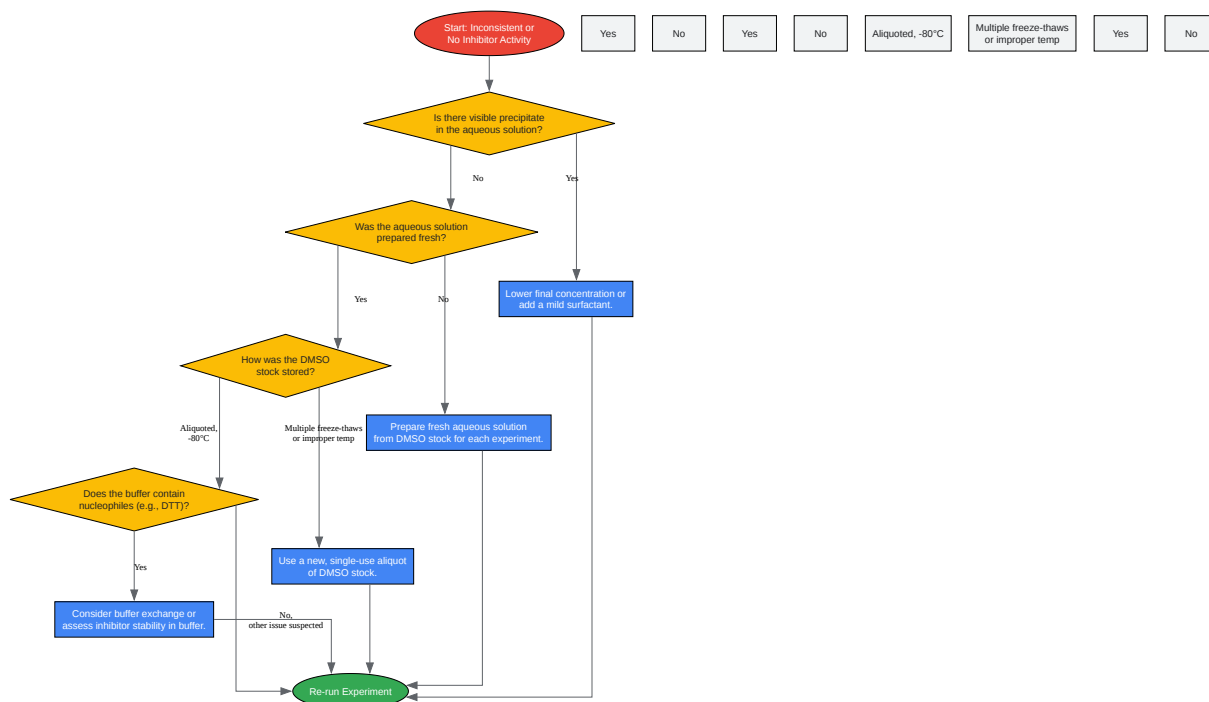 Start: Inconsistent or
No Inhibitor Activity
Yes
No
Yes
No
Aliquoted, -80°C
Multiple freeze-thaws
or improper temp
Yes
No
Is there visible precipitate
in the aqueous solution?
No
Yes
Was the aqueous solution
prepared fresh?
Yes
No
Lower final concentration or
add a mild surfactant.
How was the DMSO
stock stored?
Aliquoted,
-80°C
Multiple freeze-thaws
or improper temp
Prepare fresh aqueous solution
from DMSO stock for each experiment.
Does the buffer contain
nucleophiles (e.g., DTT)?
Yes
Use a new, single-use aliquot
of DMSO stock.
Consider buffer exchange or
assess inhibitor stability in buffer.
No,
other issue suspected
Re-run Experiment